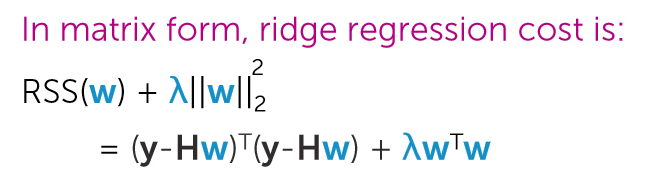 In matrix form, ridge regression cost is:
RSS(w) + λ||w||₂²
= (y-Hw)ᵀ(y-Hw) + λwᵀw